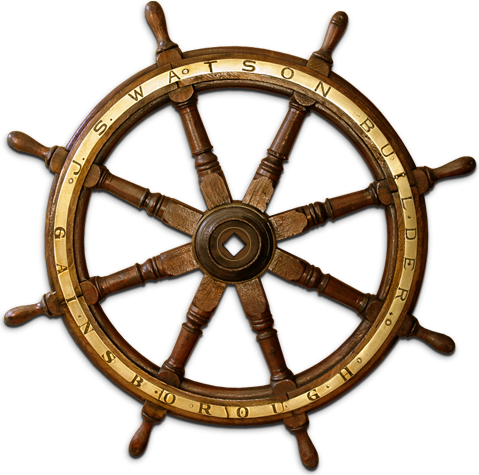 J. S. WATSON BUILDER.
GAINSBOROUGH.